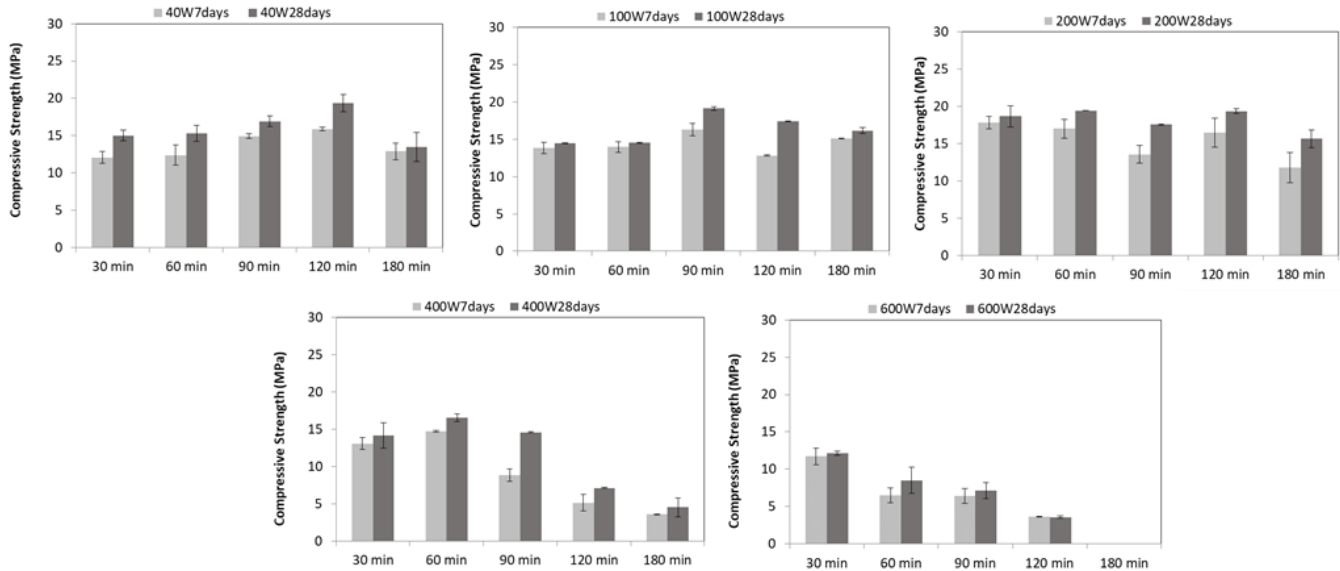 40W7days 40W28days
Compressive Strength (MPa)
30
25
20
15
10
5
0
30 min 60 min 90 min 120 min 180 min
100W7days 100W28days
Compressive Strength (MPa)
30
25
20
15
10
5
0
30 min 60 min 90 min 120 min 180 min
200W7days 200W28days
Compressive Strength (MPa)
30
25
20
15
10
5
0
30 min 60 min 90 min 120 min 180 min
400W7days 400W28days
Compressive Strength (MPa)
30
25
20
15
10
5
0
30 min 60 min 90 min 120 min 180 min
600W7days 600W28days
Compressive Strength (MPa)
30
25
20
15
10
5
0
30 min 60 min 90 min 120 min 180 min